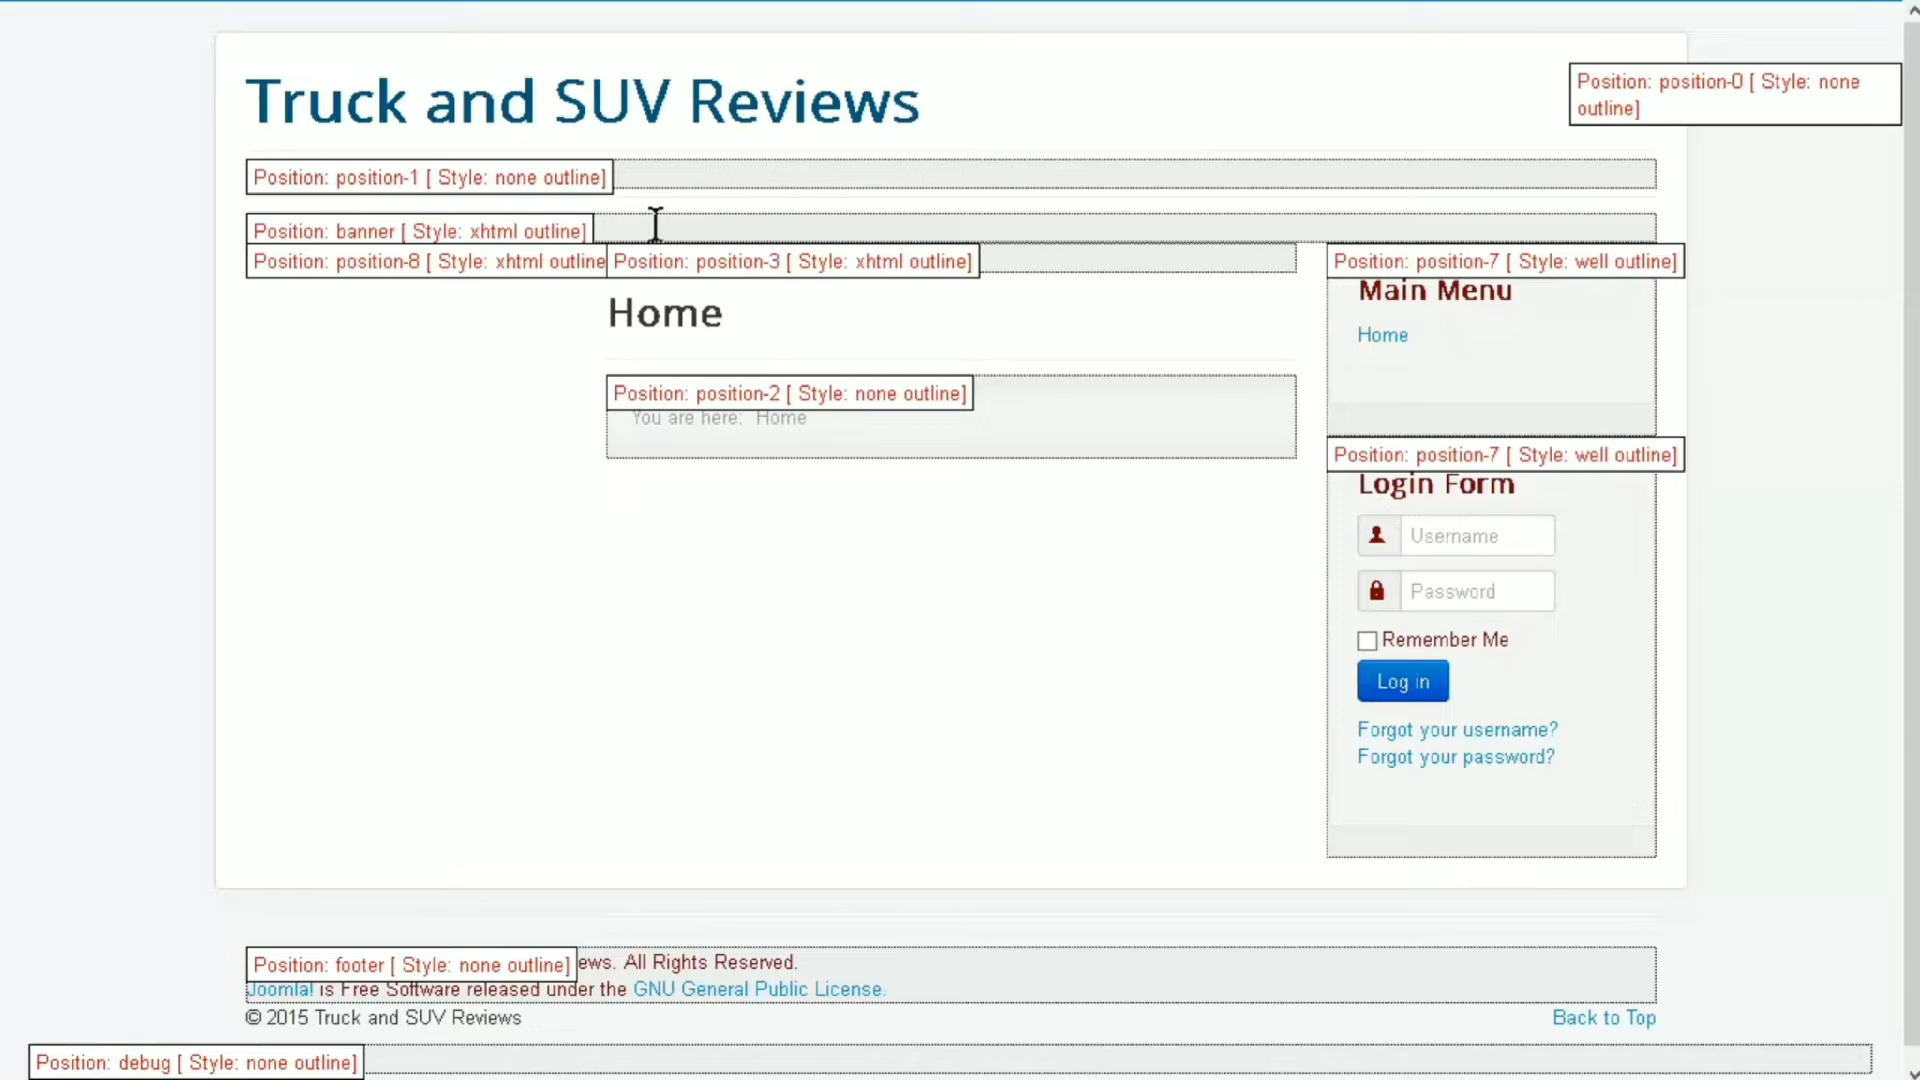 Truck and SUV Reviews
Position: position-0 [ Style: none
outline]
Position: position-1 [ Style: none outline]
Position: banner [ Style: xhtml outline]
Position: position-8 [ Style: xhtml outline
Position: position-3 [ Style: xhtml outline]
Position: position-7 [ Style: well outline]
Home
Main Menu
Home
Position: position-2 [ Style: none outline]
You are here: Home
Position: position-7 [ Style: well outline]
Login Form
Username
Password
Remember Me
Log in
Forgot your username?
Forgot your password?
Position: footer [ Style: none outline]
ews. All Rights Reserved.
Joomla! is Free Software released under the GNU General Public License.
© 2015 Truck and SUV Reviews
Back to Top
Position: debug [ Style: none outline]